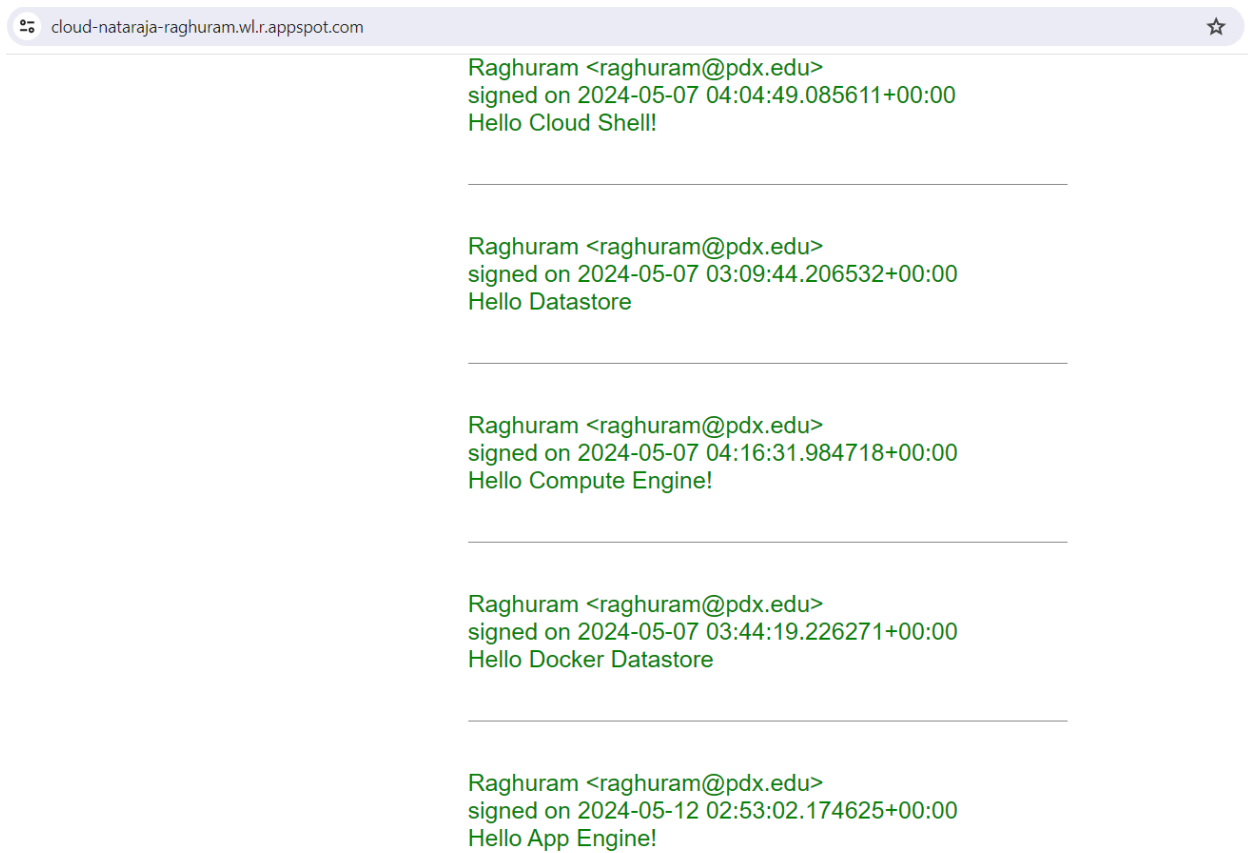 cloud-nataraja-raghuram.wl.r.appspot.com
Raghuram <raghuram@pdx.edu>
signed on 2024-05-07 04:04:49.085611+00:00
Hello Cloud Shell!
Raghuram <raghuram@pdx.edu>
signed on 2024-05-07 03:09:44.206532+00:00
Hello Datastore
Raghuram <raghuram@pdx.edu>
signed on 2024-05-07 04:16:31.984718+00:00
Hello Compute Engine!
Raghuram <raghuram@pdx.edu>
signed on 2024-05-07 03:44:19.226271+00:00
Hello Docker Datastore
Raghuram <raghuram@pdx.edu>
signed on 2024-05-12 02:53:02.174625+00:00
Hello App Engine!